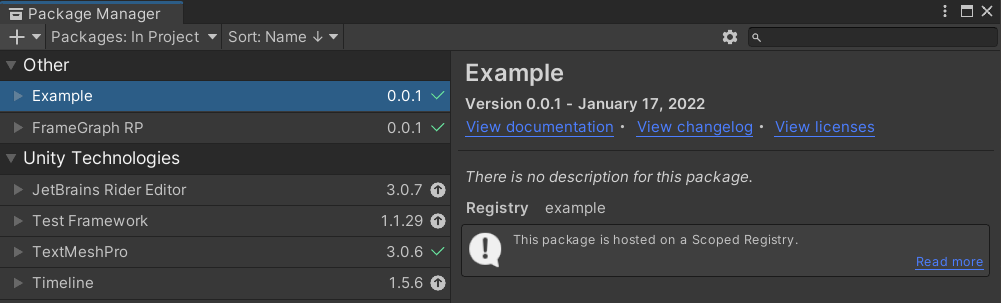 Package Manager
Packages: In Project Sort: Name ↓
Other
Example 0.0.1
FrameGraph RP 0.0.1
Unity Technologies
JetBrains Rider Editor 3.0.7
Test Framework 1.1.29
TextMeshPro 3.0.6
Timeline 1.5.6
Example
Version 0.0.1 - January 17, 2022
View documentation • View changelog • View licenses
There is no description for this package.
Registry example
This package is hosted on a Scoped Registry.
Read more